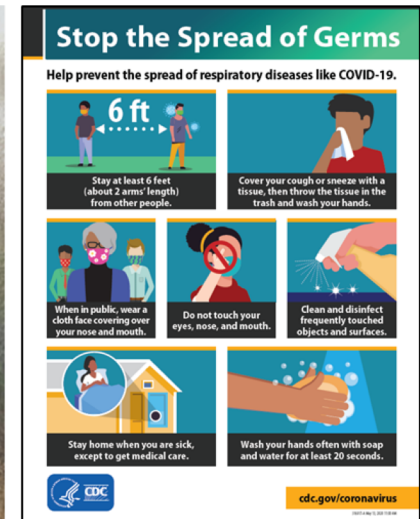 Stop the Spread of Germs
Help prevent the spread of respiratory diseases like COVID-19.
6 ft
Stay at least 6 feet
(about 2 arms' length)
from other people.
Cover your cough or sneeze with a
tissue, then throw the tissue in the
trash and wash your hands.
When in public, wear a
cloth face covering over
your nose and mouth.
Do not touch your
eyes, nose, and mouth.
Clean and disinfect
frequently touched
objects and surfaces.
Stay home when you are sick,
except to get medical care.
Wash your hands often with soap
and water for at least 20 seconds.
CDC
cdc.gov/coronavirus